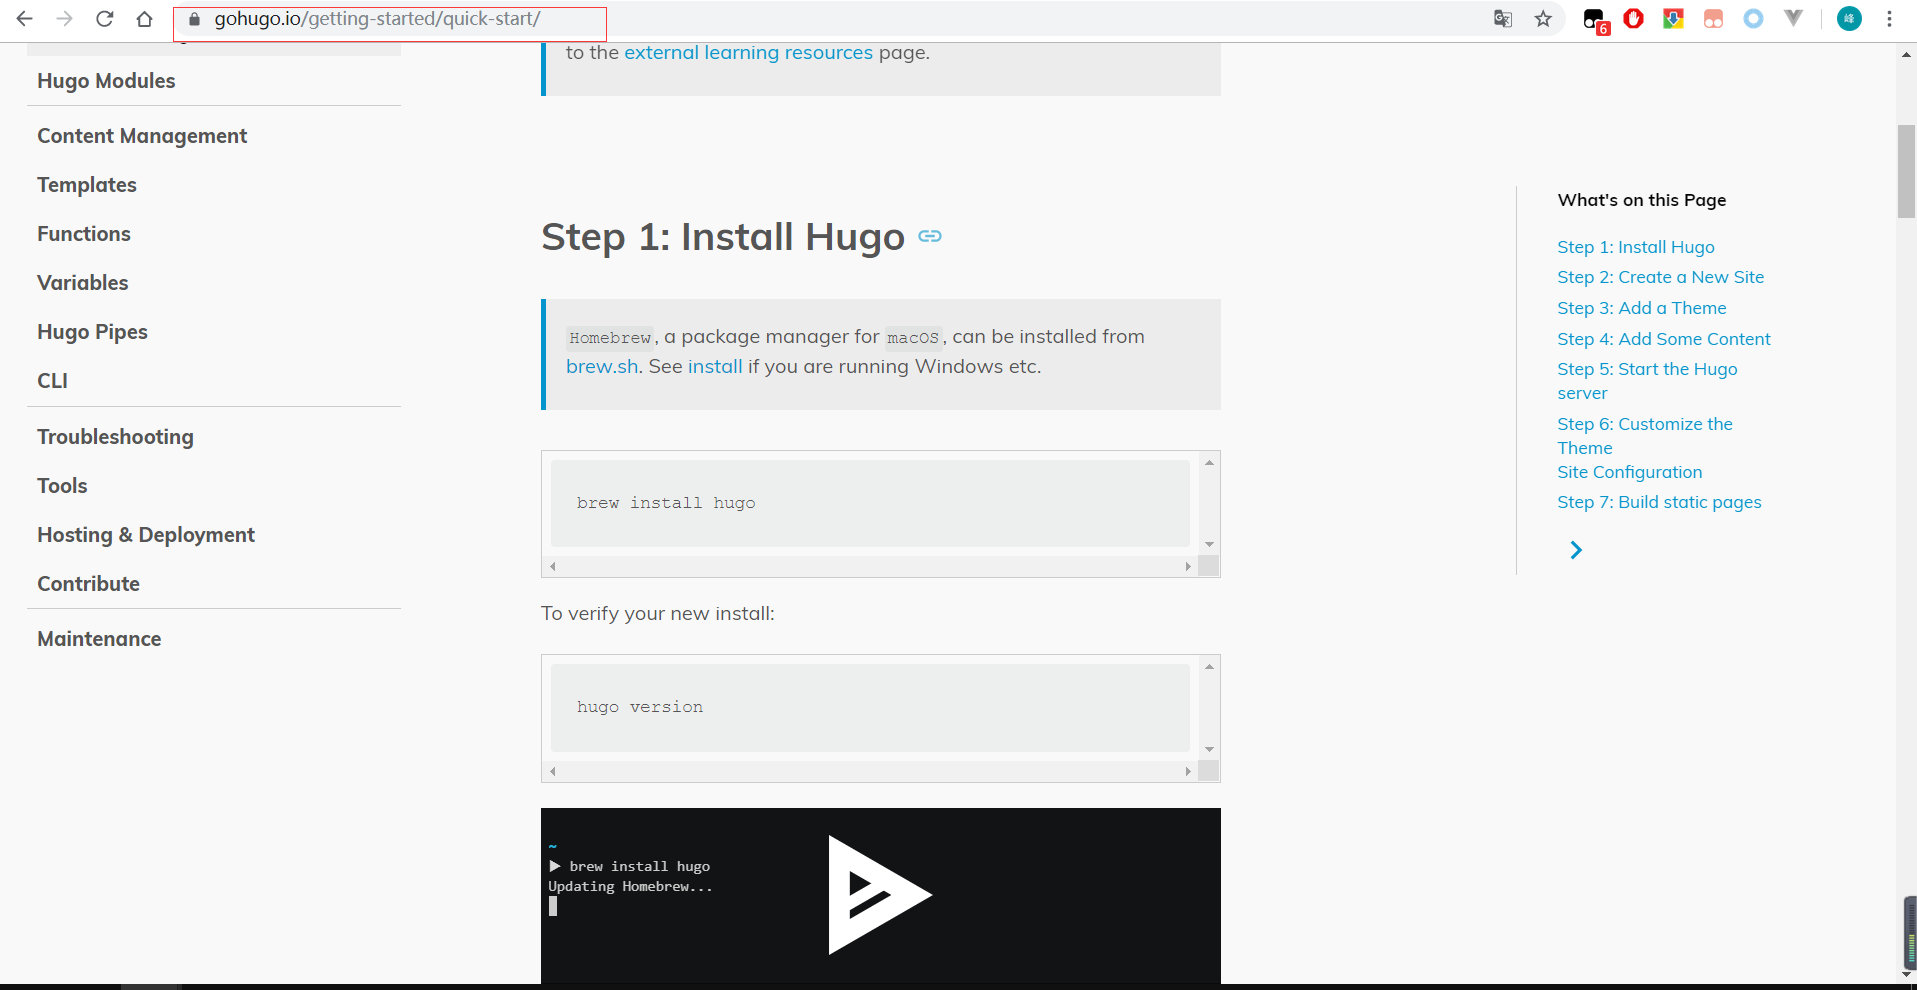 gohugo.io/getting-started/quick-start/
6
峰
Hugo Modules
Content Management
Templates
Functions
Variables
Hugo Pipes
CLI
Troubleshooting
Tools
Hosting & Deployment
Contribute
Maintenance
to the external learning resources page.
Step 1: Install Hugo
Homebrew, a package manager for macOS, can be installed from
brew.sh. See install if you are running Windows etc.
brew install hugo
To verify your new install:
hugo version
~
▶ brew install hugo
Updating Homebrew...
What's on this Page
Step 1: Install Hugo
Step 2: Create a New Site
Step 3: Add a Theme
Step 4: Add Some Content
Step 5: Start the Hugo
server
Step 6: Customize the
Theme
Site Configuration
Step 7: Build static pages